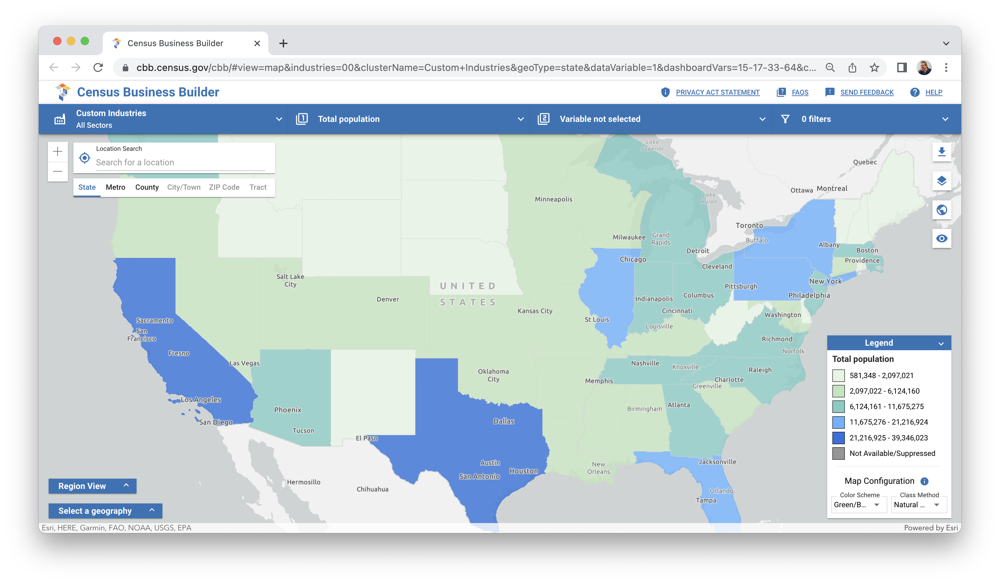 Census Business Builder
cbb.census.gov/cbb/#view=map&industries=00&clusterName=Custom+Industries&geoType=state&dataVariable=1&dashboardVars=15-17-33-64&c...
Census Business Builder
PRIVACY ACT STATEMENT
FAQS
SEND FEEDBACK
HELP
Custom Industries
All Sectors
1
Total population
2
Variable not selected
0 filters
Location Search
Search for a location
State Metro County City/Town ZIP Code Tract
Lake
Superior
Quebec
Ottawa
Montreal
Lake
Huron
Minneapolis
Toronto
Milwaukee
Grand
Rapids
Buffalo
Albany
Detroit
Boston
Chicago
Providence
Cleveland
Salt Lake
City
New York
UNITED
STATES
Pittsburgh
Denver
Indianapolis
Columbus
Philadelphia
Kansas City
Cincinnati
Washington
Sacramento
St Louis
Louisville
San
Francisco
Richmond
Fresno
Norfolk
Las Vegas
Nashville
Knoxville
Raleigh
Oklahoma
City
Memphis
Charlotte
Greenville
Los Angeles
Phoenix
Birmingham
Atlanta
San Diego
Dallas
Tucson
El Paso
Austin
New
Orleans
Jacksonville
Houston
San Antonio
Hermosillo
Chihuahua
Orlando
Tampa
Legend
Total population
581,348 - 2,097,021
2,097,022 - 6,124,160
6,124,161 - 11,675,275
11,675,276 - 21,216,924
21,216,925 - 39,346,023
Not Available/Suppressed
Map Configuration
Color Scheme
Green/B...
Class Method
Natural ...
Region View
Select a geography
Esri, HERE, Garmin, FAO, NOAA, USGS, EPA
Powered by Esri